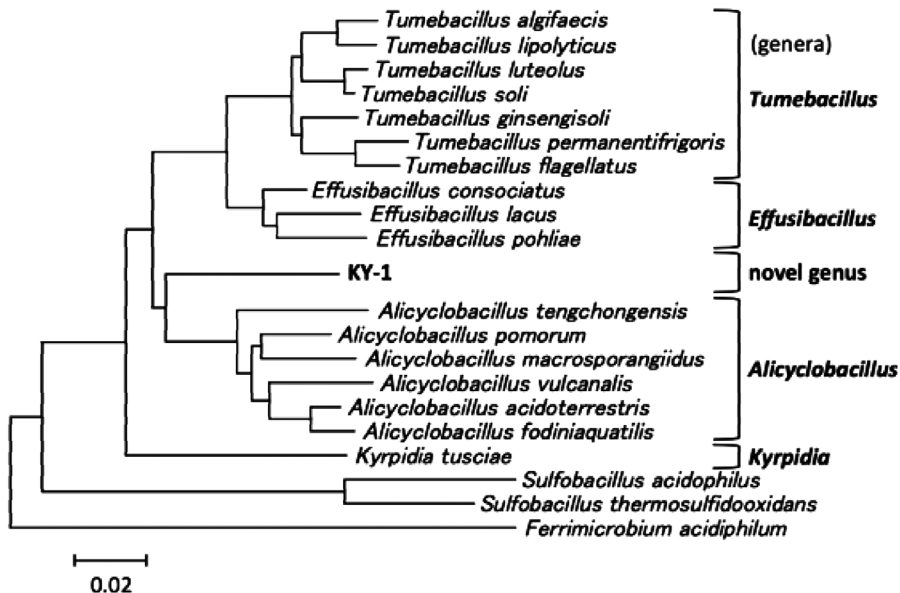 Tumebacillus algifaecis
Tumebacillus lipolyticus
(genera)
Tumebacillus luteolus
Tumebacillus soli
Tumebacillus
Tumebacillus ginsengisoli
Tumebacillus permanentifrigoris
Tumebacillus flagellatus
Effusibacillus consociatus
Effusibacillus lacus
Effusibacillus
Effusibacillus pohliae
KY-1
novel genus
Alicyclobacillus tengchongensis
Alicyclobacillus pomorum
Alicyclobacillus macrosporangiidus
Alicyclobacillus
Alicyclobacillus vulcanalis
Alicyclobacillus acidoterrestris
Alicyclobacillus fodiniaquatilis
Kyrpidia tusciae
Kyrpidia
Sulfobacillus acidophilus
Sulfobacillus thermosulfidooxidans
Ferrimicrobium acidiphilum
0.02